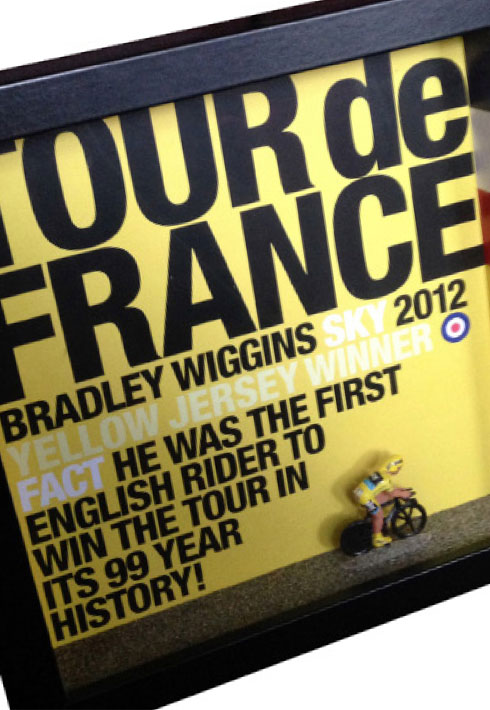 TOUR de
FRANCE
BRADLEY WIGGINS SKY 2012
YELLOW JERSEY WINNER
FACT HE WAS THE FIRST
ENGLISH RIDER TO
WIN THE TOUR IN
ITS 99 YEAR
HISTORY!